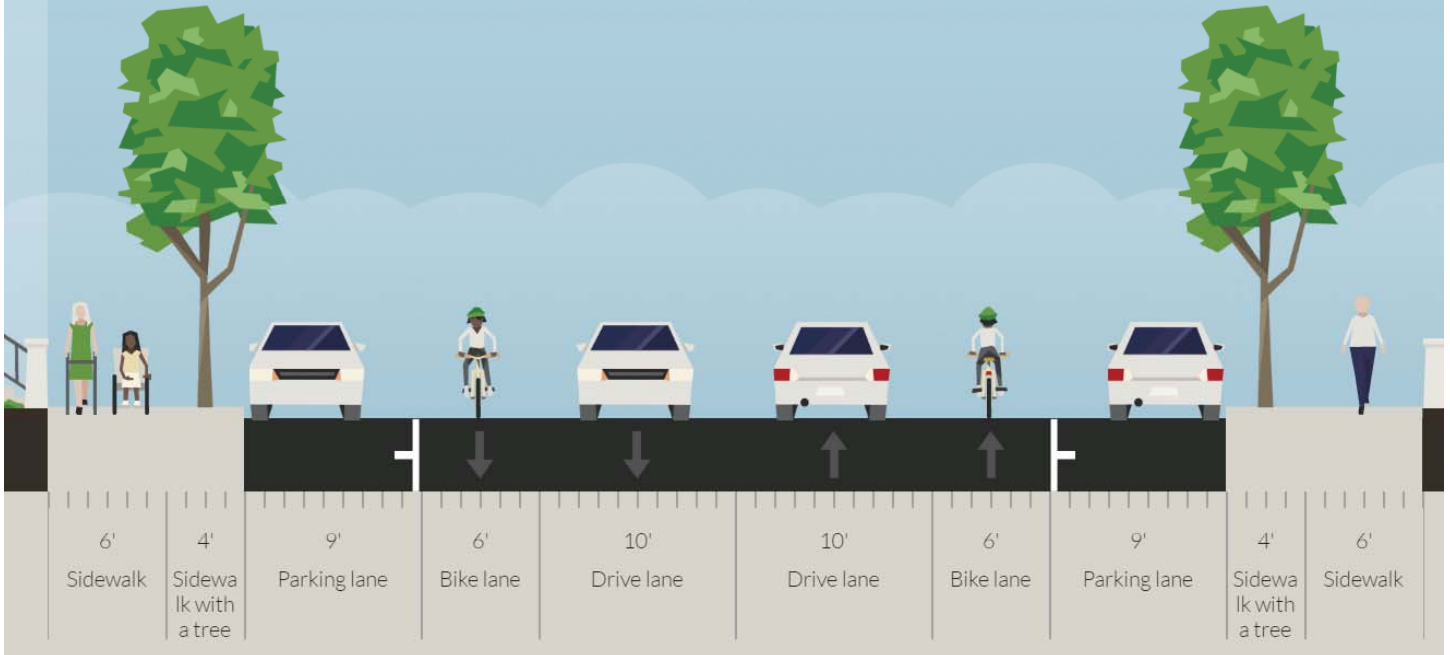 6' 4' 9' 6' 10' 10' 6' 9' 4' 6'
Sidewalk Sidewa Parking lane Bike lane Drive lane Drive lane Bike lane Parking lane Sidewa Sidewalk
lk with lk with
a tree a tree